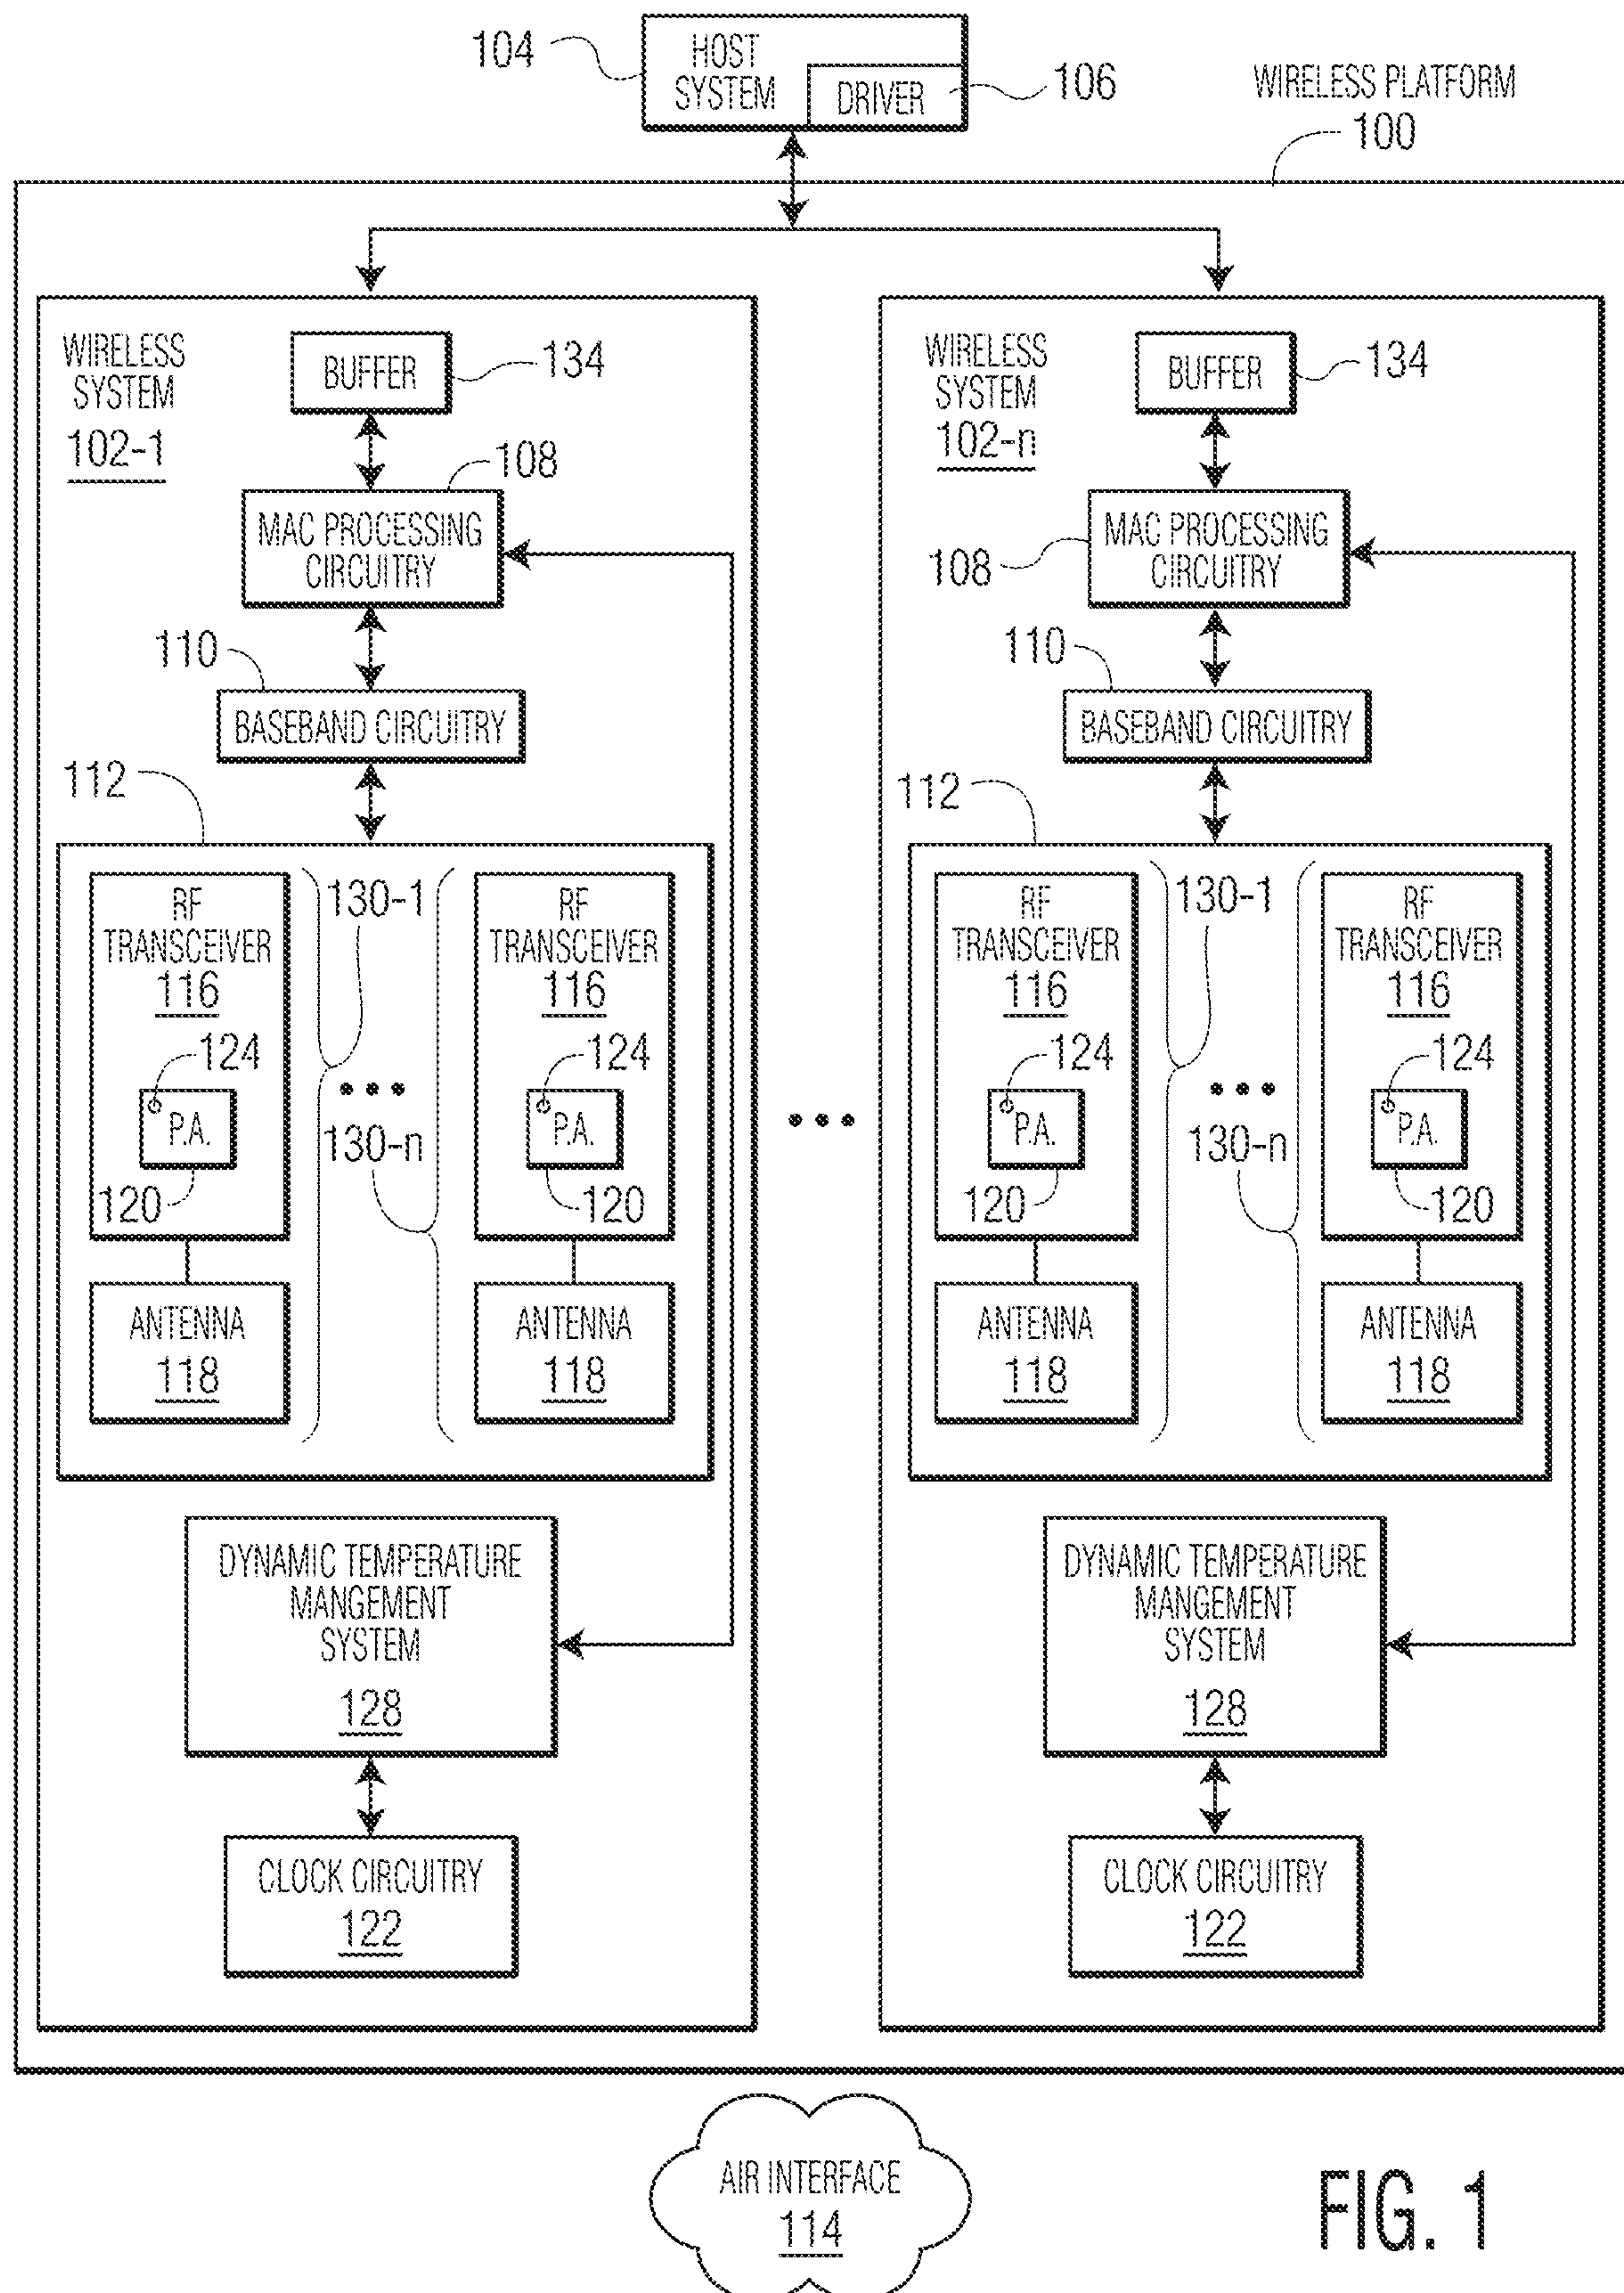 104
HOST
SYSTEM
DRIVER
106
WIRELESS PLATFORM
100
WIRELESS
SYSTEM
102-1
BUFFER
134
108
MAC PROCESSING
CIRCUITRY
110
BASEBAND CIRCUITRY
112
RF
TRANSCEIVER
116
124
P.A.
120
ANTENNA
118
130-1
130-n
RF
TRANSCEIVER
116
124
P.A.
120
ANTENNA
118
DYNAMIC TEMPERATURE
MANGEMENT
SYSTEM
128
CLOCK CIRCUITRY
122
WIRELESS
SYSTEM
102-n
BUFFER
134
MAC PROCESSING
CIRCUITRY
108
110
BASEBAND CIRCUITRY
112
RF
TRANSCEIVER
116
124
P.A.
120
ANTENNA
118
130-1
130-n
RF
TRANSCEIVER
116
124
P.A.
120
ANTENNA
118
DYNAMIC TEMPERATURE
MANGEMENT
SYSTEM
128
CLOCK CIRCUITRY
122
AIR INTERFACE
114
FIG. 1